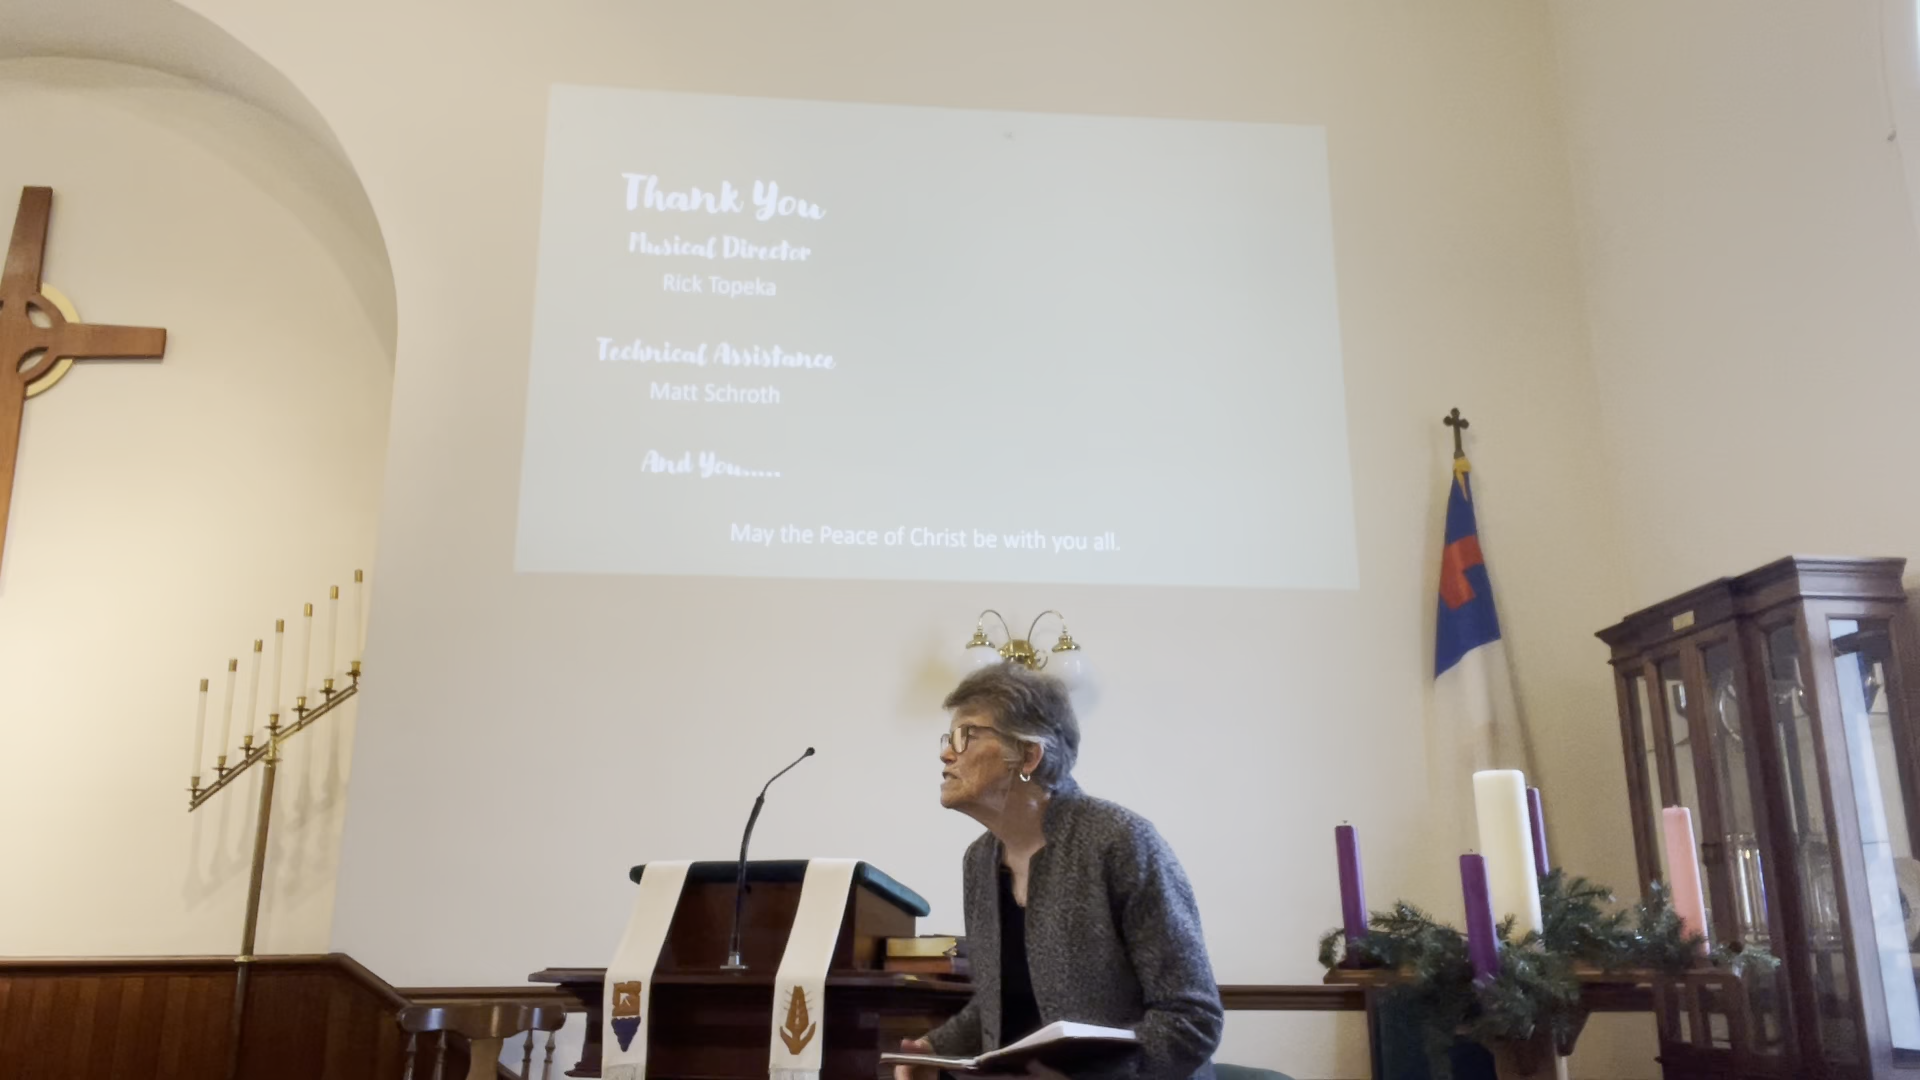 Thank You
Musical Director
Rick Topeka
Technical Assistance
Matt Schroth
And You.....
May the Peace of Christ be with you all.